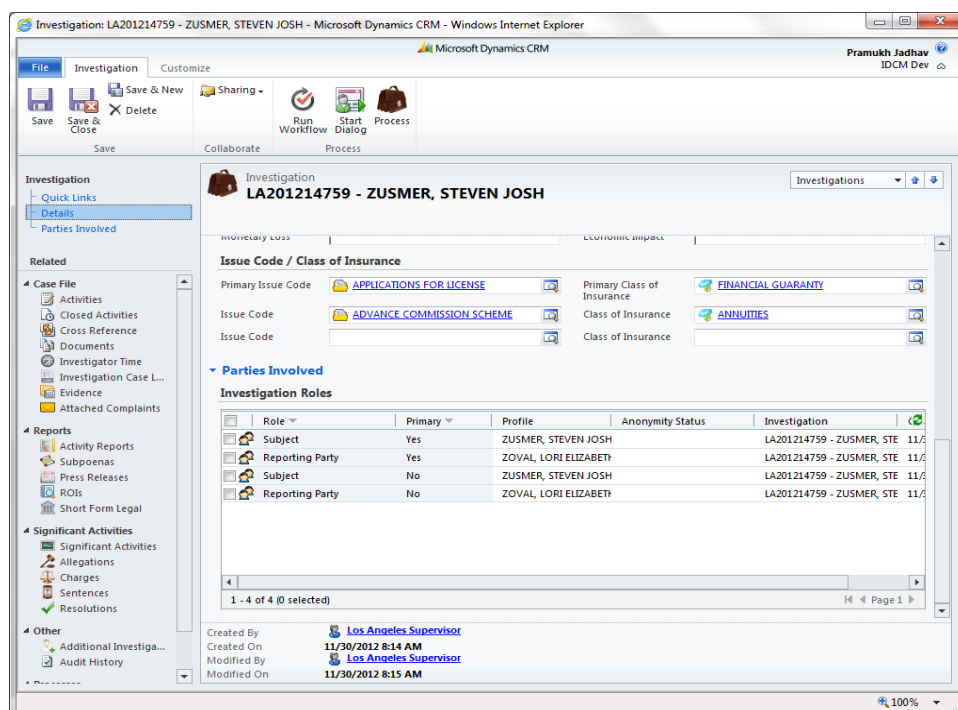 Investigation: LA201214759 - ZUSMER, STEVEN JOSH - Microsoft Dynamics CRM - Windows Internet Explorer
Microsoft Dynamics CRM
Pramukh Jadhav
IDCM Dev
File Investigation Customize
Save
Save & Close
Save & New
Delete
Sharing
Run Workflow
Start Dialog
Process
Save Collaborate Process
Investigation
Quick Links
Details
Parties Involved
Related
Case File
Activities
Closed Activities
Cross Reference
Documents
Investigator Time
Investigation Case L...
Evidence
Attached Complaints
Reports
Activity Reports
Subpoenas
Press Releases
ROIs
Short Form Legal
Significant Activities
Significant Activities
Allegations
Charges
Sentences
Resolutions
Other
Additional Investiga...
Audit History
Investigation
LA201214759 - ZUSMER, STEVEN JOSH
Investigations
Monetary Loss Economic Impact
Issue Code / Class of Insurance
Primary Issue Code APPLICATIONS FOR LICENSE Primary Class of Insurance FINANCIAL GUARANTY
Issue Code ADVANCE COMMISSION SCHEME Class of Insurance ANNUITIES
Issue Code Class of Insurance
Parties Involved
Investigation Roles
Role Primary Profile Anonymity Status Investigation
Subject Yes ZUSMER, STEVEN JOSH LA201214759 - ZUSMER, STE 11/3
Reporting Party Yes ZOVAL, LORI ELIZABETH LA201214759 - ZUSMER, STE 11/3
Subject No ZUSMER, STEVEN JOSH LA201214759 - ZUSMER, STE 11/3
Reporting Party No ZOVAL, LORI ELIZABETH LA201214759 - ZUSMER, STE 11/3
1 - 4 of 4 (0 selected) Page 1
Created By Los Angeles Supervisor
Created On 11/30/2012 8:14 AM
Modified By Los Angeles Supervisor
Modified On 11/30/2012 8:15 AM
100%